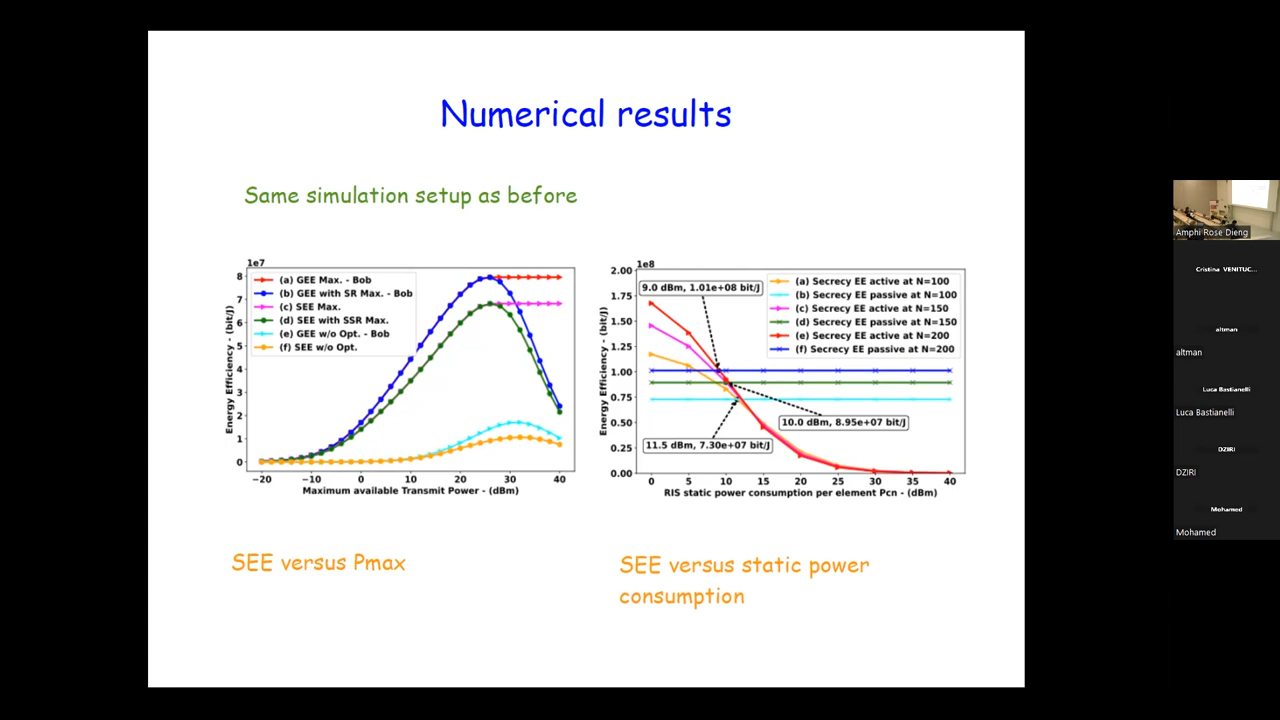 Numerical results
Same simulation setup as before
1e7
8
7
6
5
4
3
2
1
0
Energy Efficiency - (bit/J)
(a) GEE Max. - Bob
(b) GEE with SR Max. - Bob
(c) SEE Max.
(d) SEE with SSR Max.
(e) GEE w/o Opt. - Bob
(f) SEE w/o Opt.
−20 −10 0 10 20 30 40
Maximum available Transmit Power - (dBm)
1e8
2.00
1.75
1.50
1.25
1.00
0.75
0.50
0.25
0.00
Energy Efficiency - (bit/J)
9.0 dBm, 1.01e+08 bit/J
(a) Secrecy EE active at N=100
(b) Secrecy EE passive at N=100
(c) Secrecy EE active at N=150
(d) Secrecy EE passive at N=150
(e) Secrecy EE active at N=200
(f) Secrecy EE passive at N=200
10.0 dBm, 8.95e+07 bit/J
11.5 dBm, 7.30e+07 bit/J
0 5 10 15 20 25 30 35 40
RIS static power consumption per element Pcn - (dBm)
SEE versus Pmax
SEE versus static power
consumption
Amphi Rose Dieng
Cristina VENITUC...
altman
altman
Luca Bastianelli
Luca Bastianelli
DZIRI
DZIRI
Mohamed
Mohamed